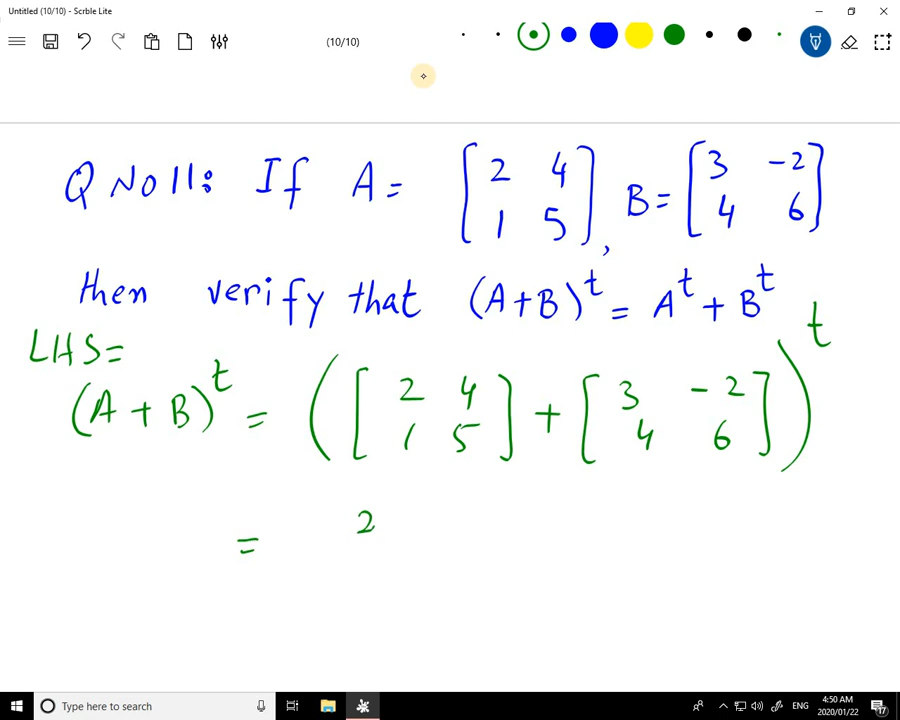 Untitled (10/10) - Scrble Lite
(10/10)
Q No 11: If A = [2 4
1 5], B = [3 -2
4 6]
then verify that (A+B)^t = A^t + B^t
LHS =
(A + B)^t = ([2 4
1 5] + [3 -2
4 6])^t
= 2
Type here to search
ENG
4:50 AM
2020/01/22
17